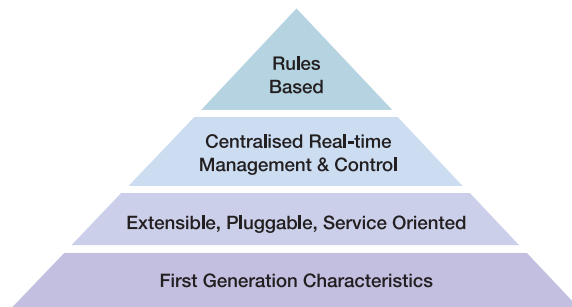 Rules
Based
Centralised Real-time
Management & Control
Extensible, Pluggable, Service Oriented
First Generation Characteristics